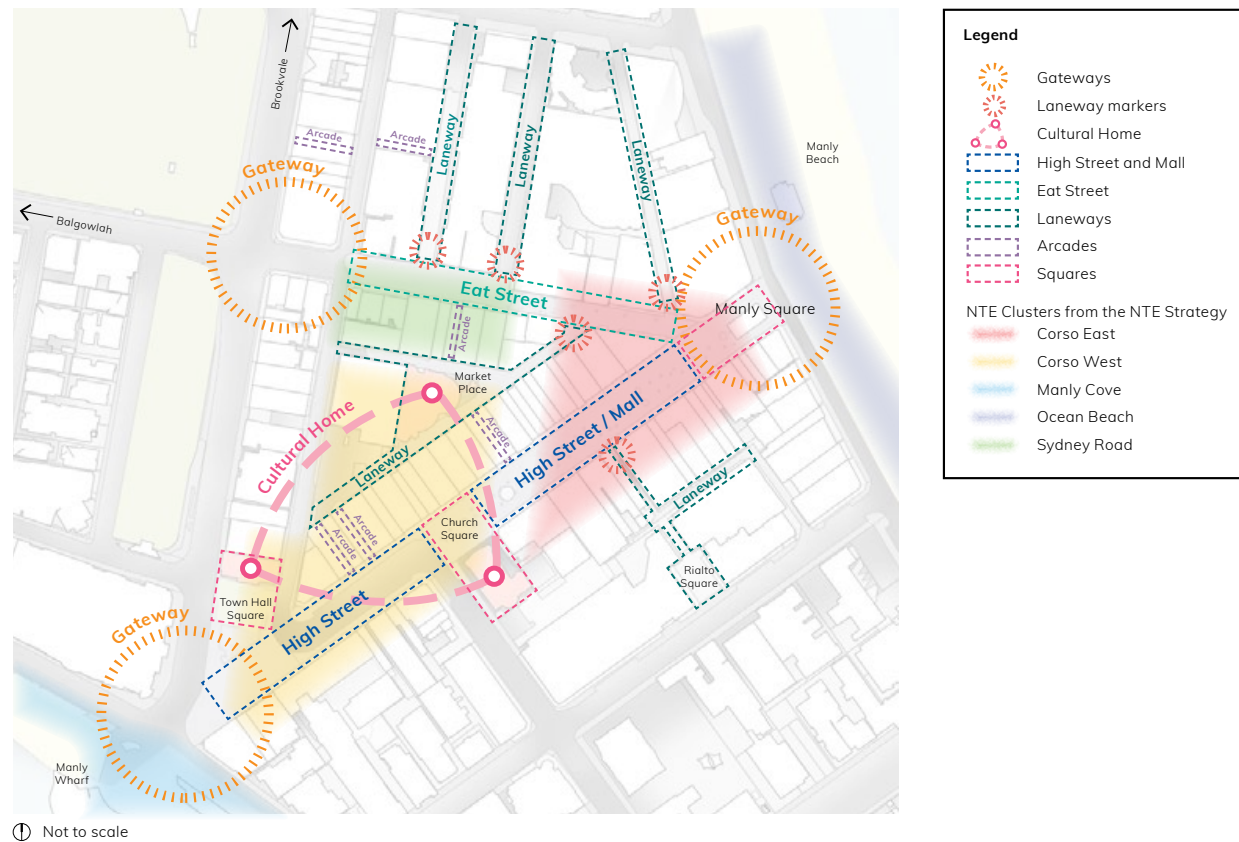 Brookvale
Arcade
Arcade
Laneway
Laneway
Laneway
Manly
Beach
Gateway
Balgowlah
Gateway
Eat Street
Manly Square
Arcade
Market
Place
Cultural Home
Arcade
High Street / Mall
Laneway
Laneway
Arcade
Arcade
Church
Square
Rialto
Square
Town Hall
Square
High Street
Gateway
Manly
Wharf
Not to scale
Legend
Gateways
Laneway markers
Cultural Home
High Street and Mall
Eat Street
Laneways
Arcades
Squares
NTE Clusters from the NTE Strategy
Corso East
Corso West
Manly Cove
Ocean Beach
Sydney Road